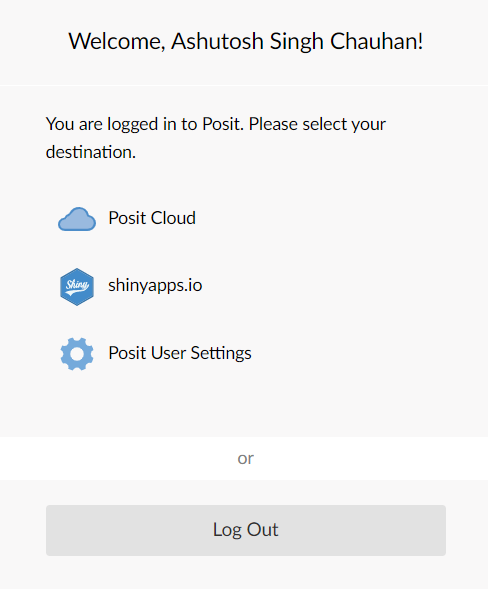 Welcome, Ashutosh Singh Chauhan!
You are logged in to Posit. Please select your
destination.
Posit Cloud
Shiny
shinyapps.io
Posit User Settings
or
Log Out